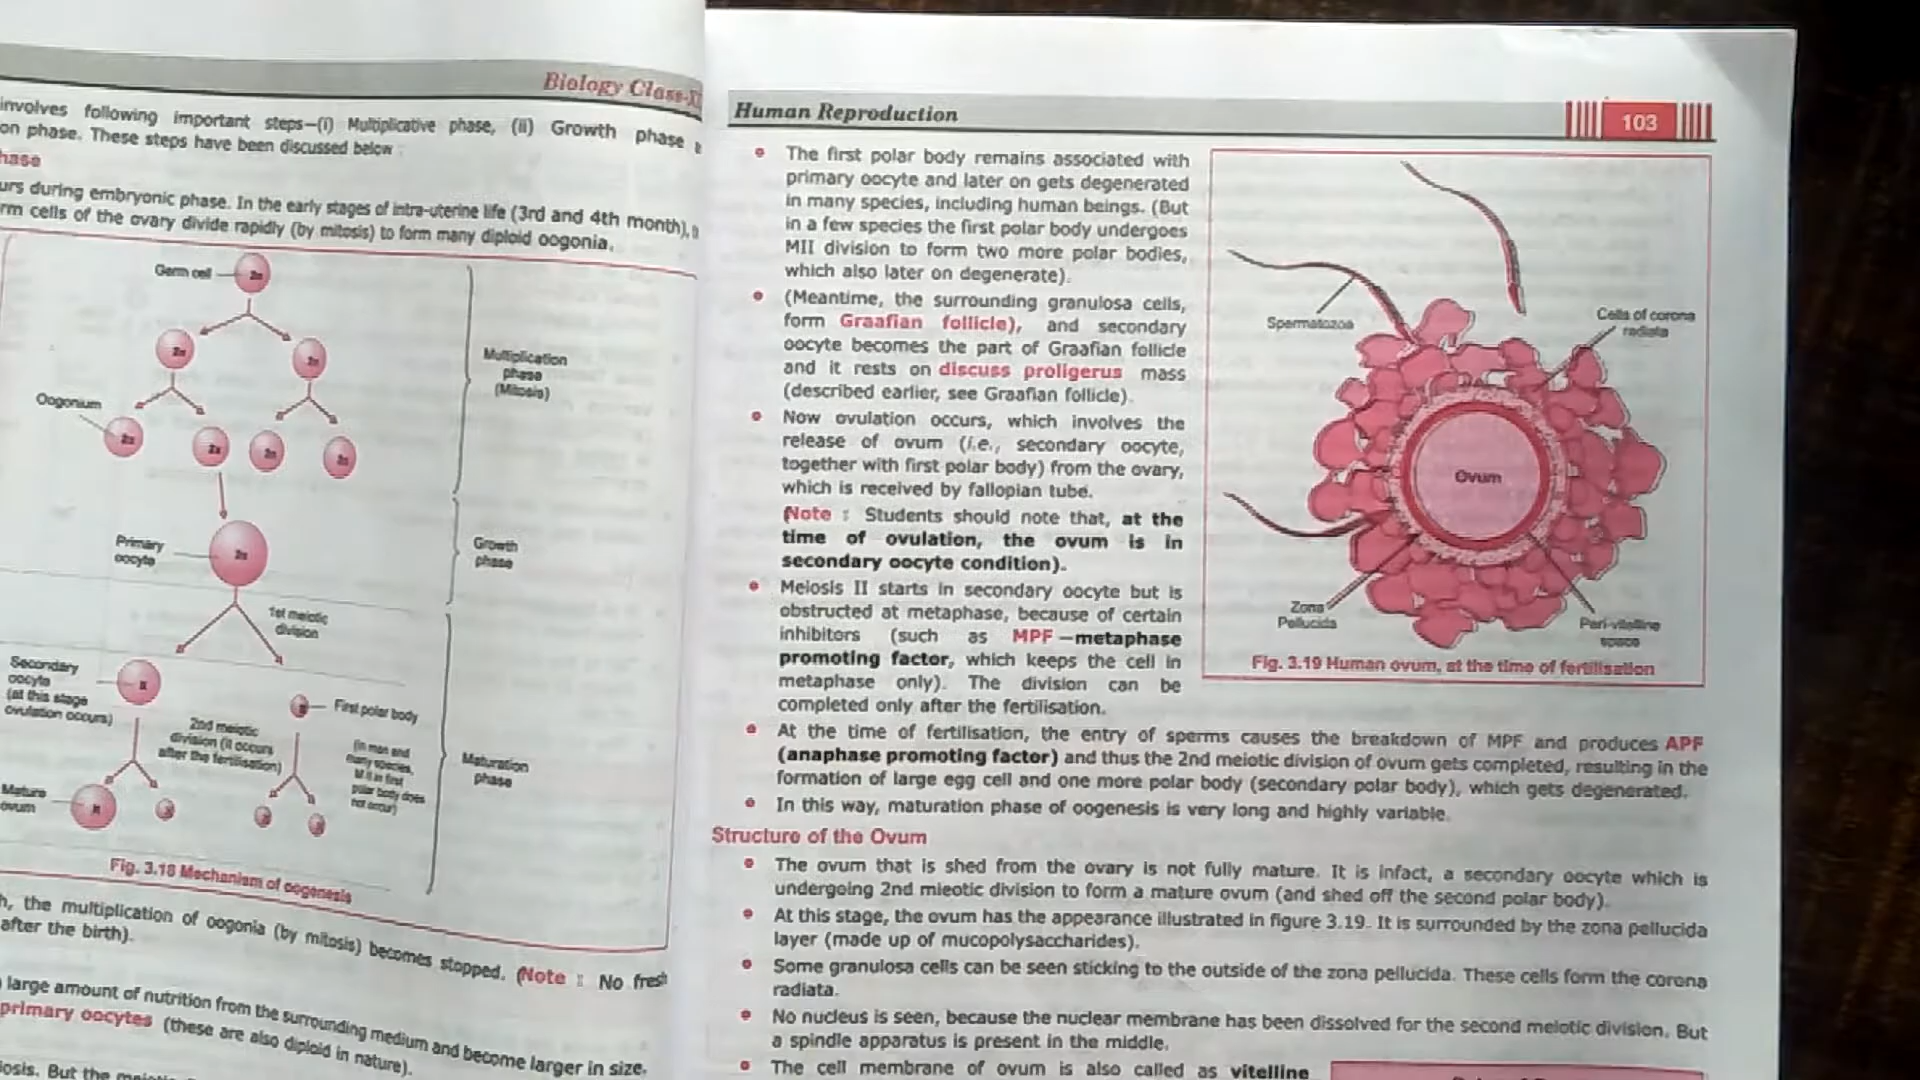 Biology Class-XI
involves following important steps–(i) Multiplicative phase, (ii) Growth phase
on phase. These steps have been discussed below :
hase
urs during embryonic phase. In the early stages of intra-uterine life (3rd and 4th month),
rm cells of the ovary divide rapidly (by mitosis) to form many diploid oogonia.
Germ cell
2n
2n
2n
Multiplication
phase
(Mitosis)
Oogonium
2n
2n
2n
2n
Primary
oocyte
2n
Growth
phase
1st meiotic
division
Secondary
oocyte
(at this stage
ovulation occurs)
n
n
First polar body
2nd meiotic
division (it occurs
after the fertilisation)
(in man and
many species,
M II in first
polar body does
not occur)
Maturation
phase
Mature
ovum
n
n
n
n
Fig. 3.18 Mechanism of oogenesis
h, the multiplication of oogonia (by mitosis) becomes stopped. (Note : No fresh
after the birth).
large amount of nutrition from the surrounding medium and become larger in size.
primary oocytes (these are also diploid in nature).
iosis. But the
Human Reproduction
103
The first polar body remains associated with
primary oocyte and later on gets degenerated
in many species, including human beings. (But
in a few species the first polar body undergoes
MII division to form two more polar bodies,
which also later on degenerate).
(Meantime, the surrounding granulosa cells,
form Graafian follicle), and secondary
oocyte becomes the part of Graafian follicle
and it rests on discuss proligerus mass
(described earlier, see Graafian follicle).
Now ovulation occurs, which involves the
release of ovum (i.e., secondary oocyte,
together with first polar body) from the ovary,
which is received by fallopian tube.
(Note : Students should note that, at the
time of ovulation, the ovum is in
secondary oocyte condition).
Meiosis II starts in secondary oocyte but is
obstructed at metaphase, because of certain
inhibitors (such as MPF –metaphase
promoting factor, which keeps the cell in
metaphase only). The division can be
completed only after the fertilisation.
Spermatozoa
Cells of corona
radiata
Ovum
Zona
Pellucida
Peri-vitelline
space
Fig. 3.19 Human ovum, at the time of fertilisation
At the time of fertilisation, the entry of sperms causes the breakdown of MPF and produces APF
(anaphase promoting factor) and thus the 2nd meiotic division of ovum gets completed, resulting in the
formation of large egg cell and one more polar body (secondary polar body), which gets degenerated.
In this way, maturation phase of oogenesis is very long and highly variable.
Structure of the Ovum
The ovum that is shed from the ovary is not fully mature. It is infact, a secondary oocyte which is
undergoing 2nd mieotic division to form a mature ovum (and shed off the second polar body).
At this stage, the ovum has the appearance illustrated in figure 3.19. It is surrounded by the zona pellucida
layer (made up of mucopolysaccharides).
Some granulosa cells can be seen sticking to the outside of the zona pellucida. These cells form the corona
radiata.
No nucleus is seen, because the nuclear membrane has been dissolved for the second meiotic division. But
a spindle apparatus is present in the middle.
The cell membrane of ovum is also called as vitelline